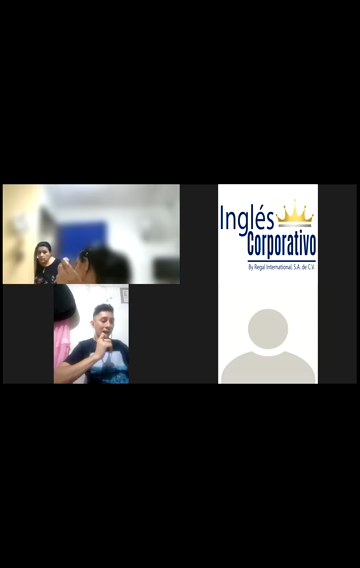 Inglés
Corporativo
By Regal International, S.A. de C.V.